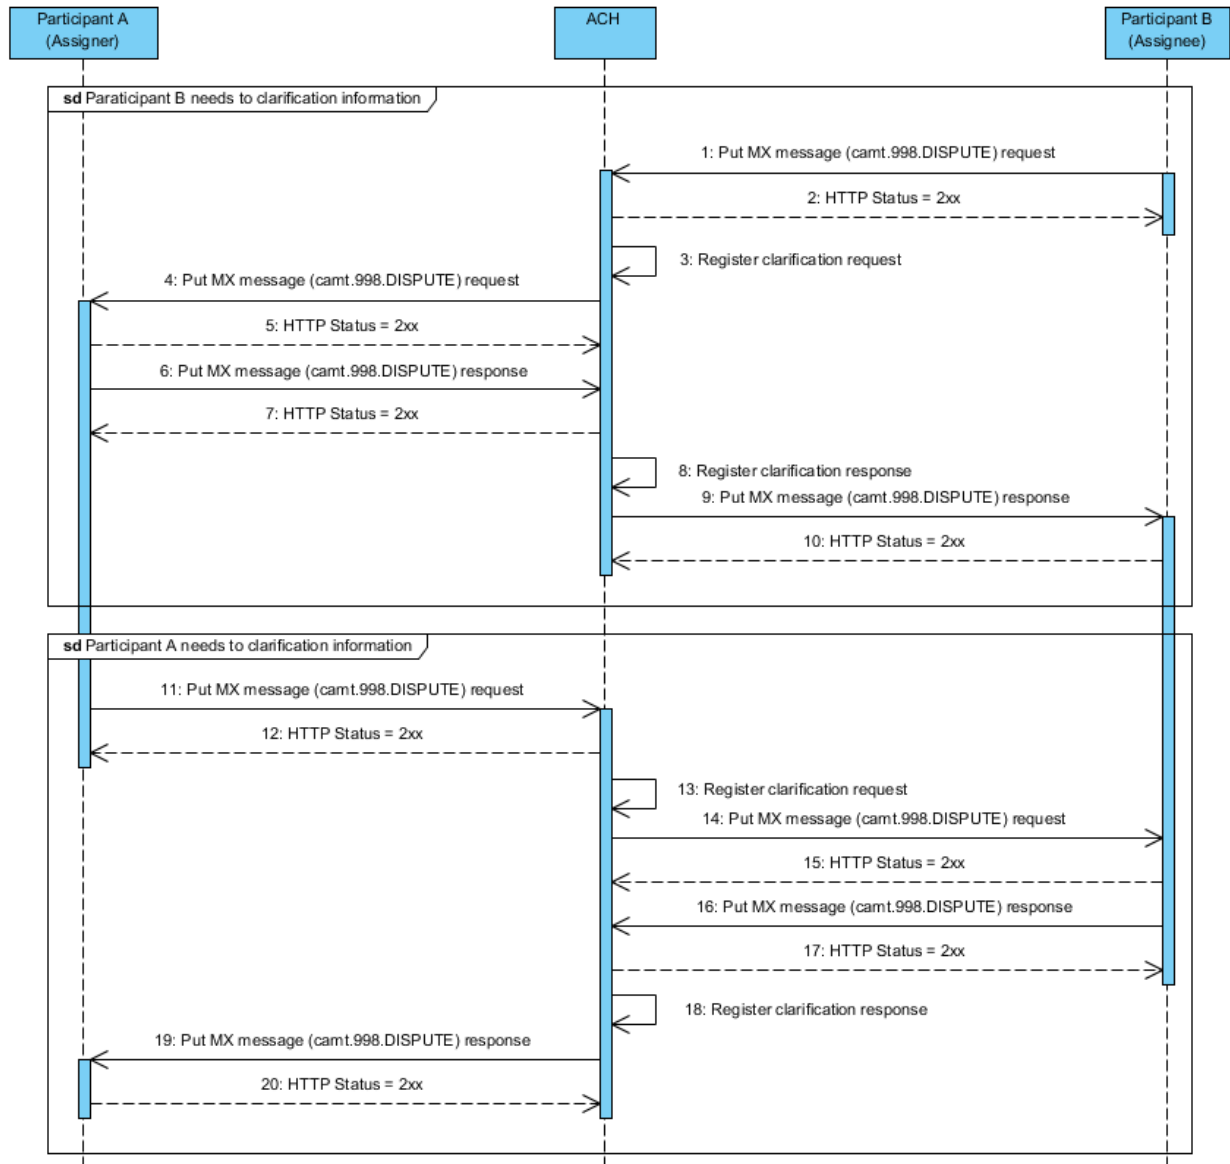 Participant A
(Assigner)
ACH
Participant B
(Assignee)
sd Paraticipant B needs to clarification information
1: Put MX message (camt.998.DISPUTE) request
2: HTTP Status = 2xx
3: Register clarification request
4: Put MX message (camt.998.DISPUTE) request
5: HTTP Status = 2xx
6: Put MX message (camt.998.DISPUTE) response
7: HTTP Status = 2xx
8: Register clarification response
9: Put MX message (camt.998.DISPUTE) response
10: HTTP Status = 2xx
sd Participant A needs to clarification information
11: Put MX message (camt.998.DISPUTE) request
12: HTTP Status = 2xx
13: Register clarification request
14: Put MX message (camt.998.DISPUTE) request
15: HTTP Status = 2xx
16: Put MX message (camt.998.DISPUTE) response
17: HTTP Status = 2xx
18: Register clarification response
19: Put MX message (camt.998.DISPUTE) response
20: HTTP Status = 2xx